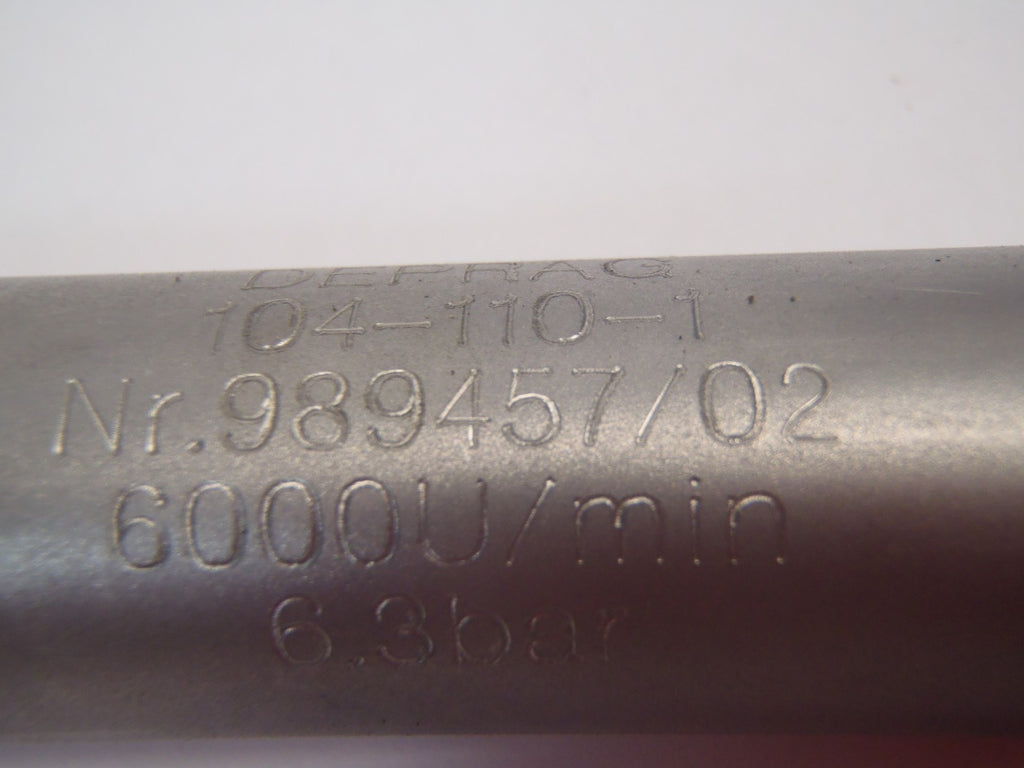 DEPRAG
104-110-1
Nr.989457/02
6000U/min
6.3bar